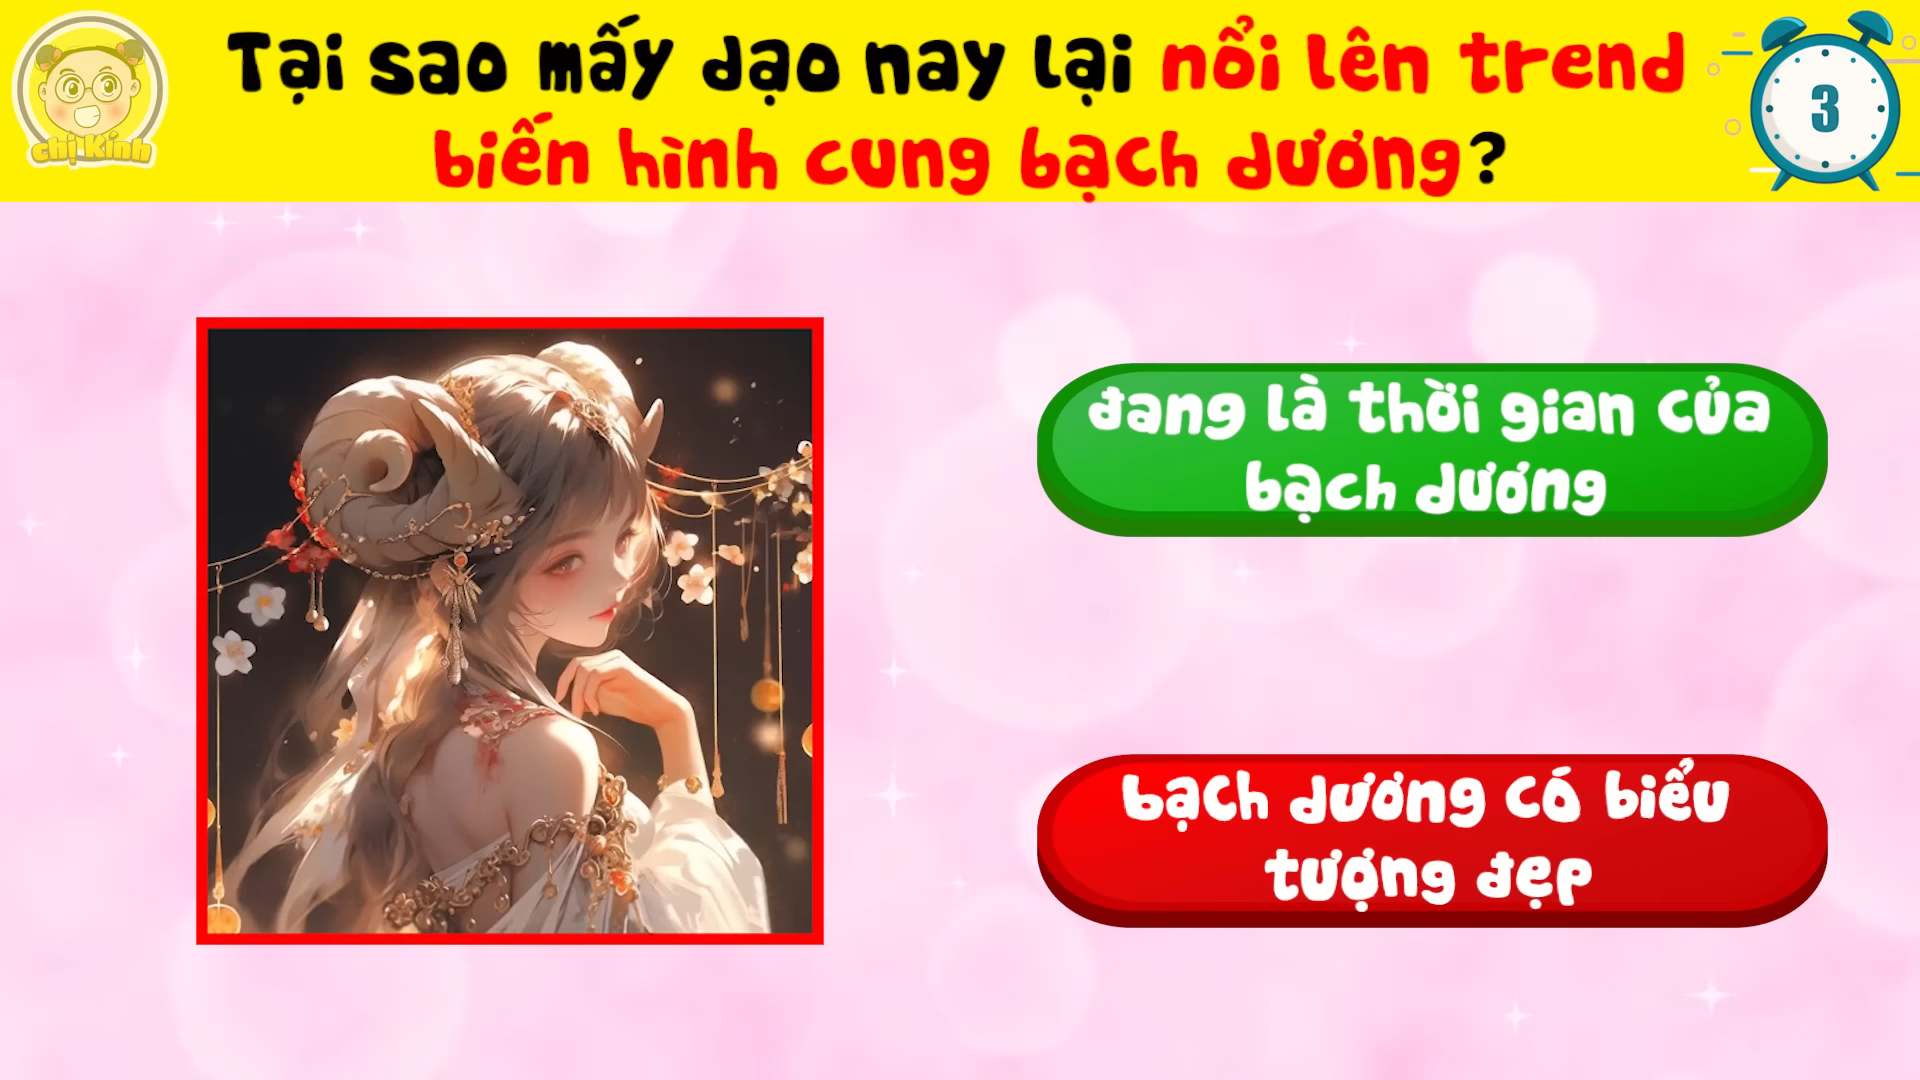 Tại sao mấy dạo nay lại nổi lên trend
biến hình cung bạch dương?
3
chị Kính
đang là thời gian của
bạch dương
bạch dương có biểu
tượng đẹp